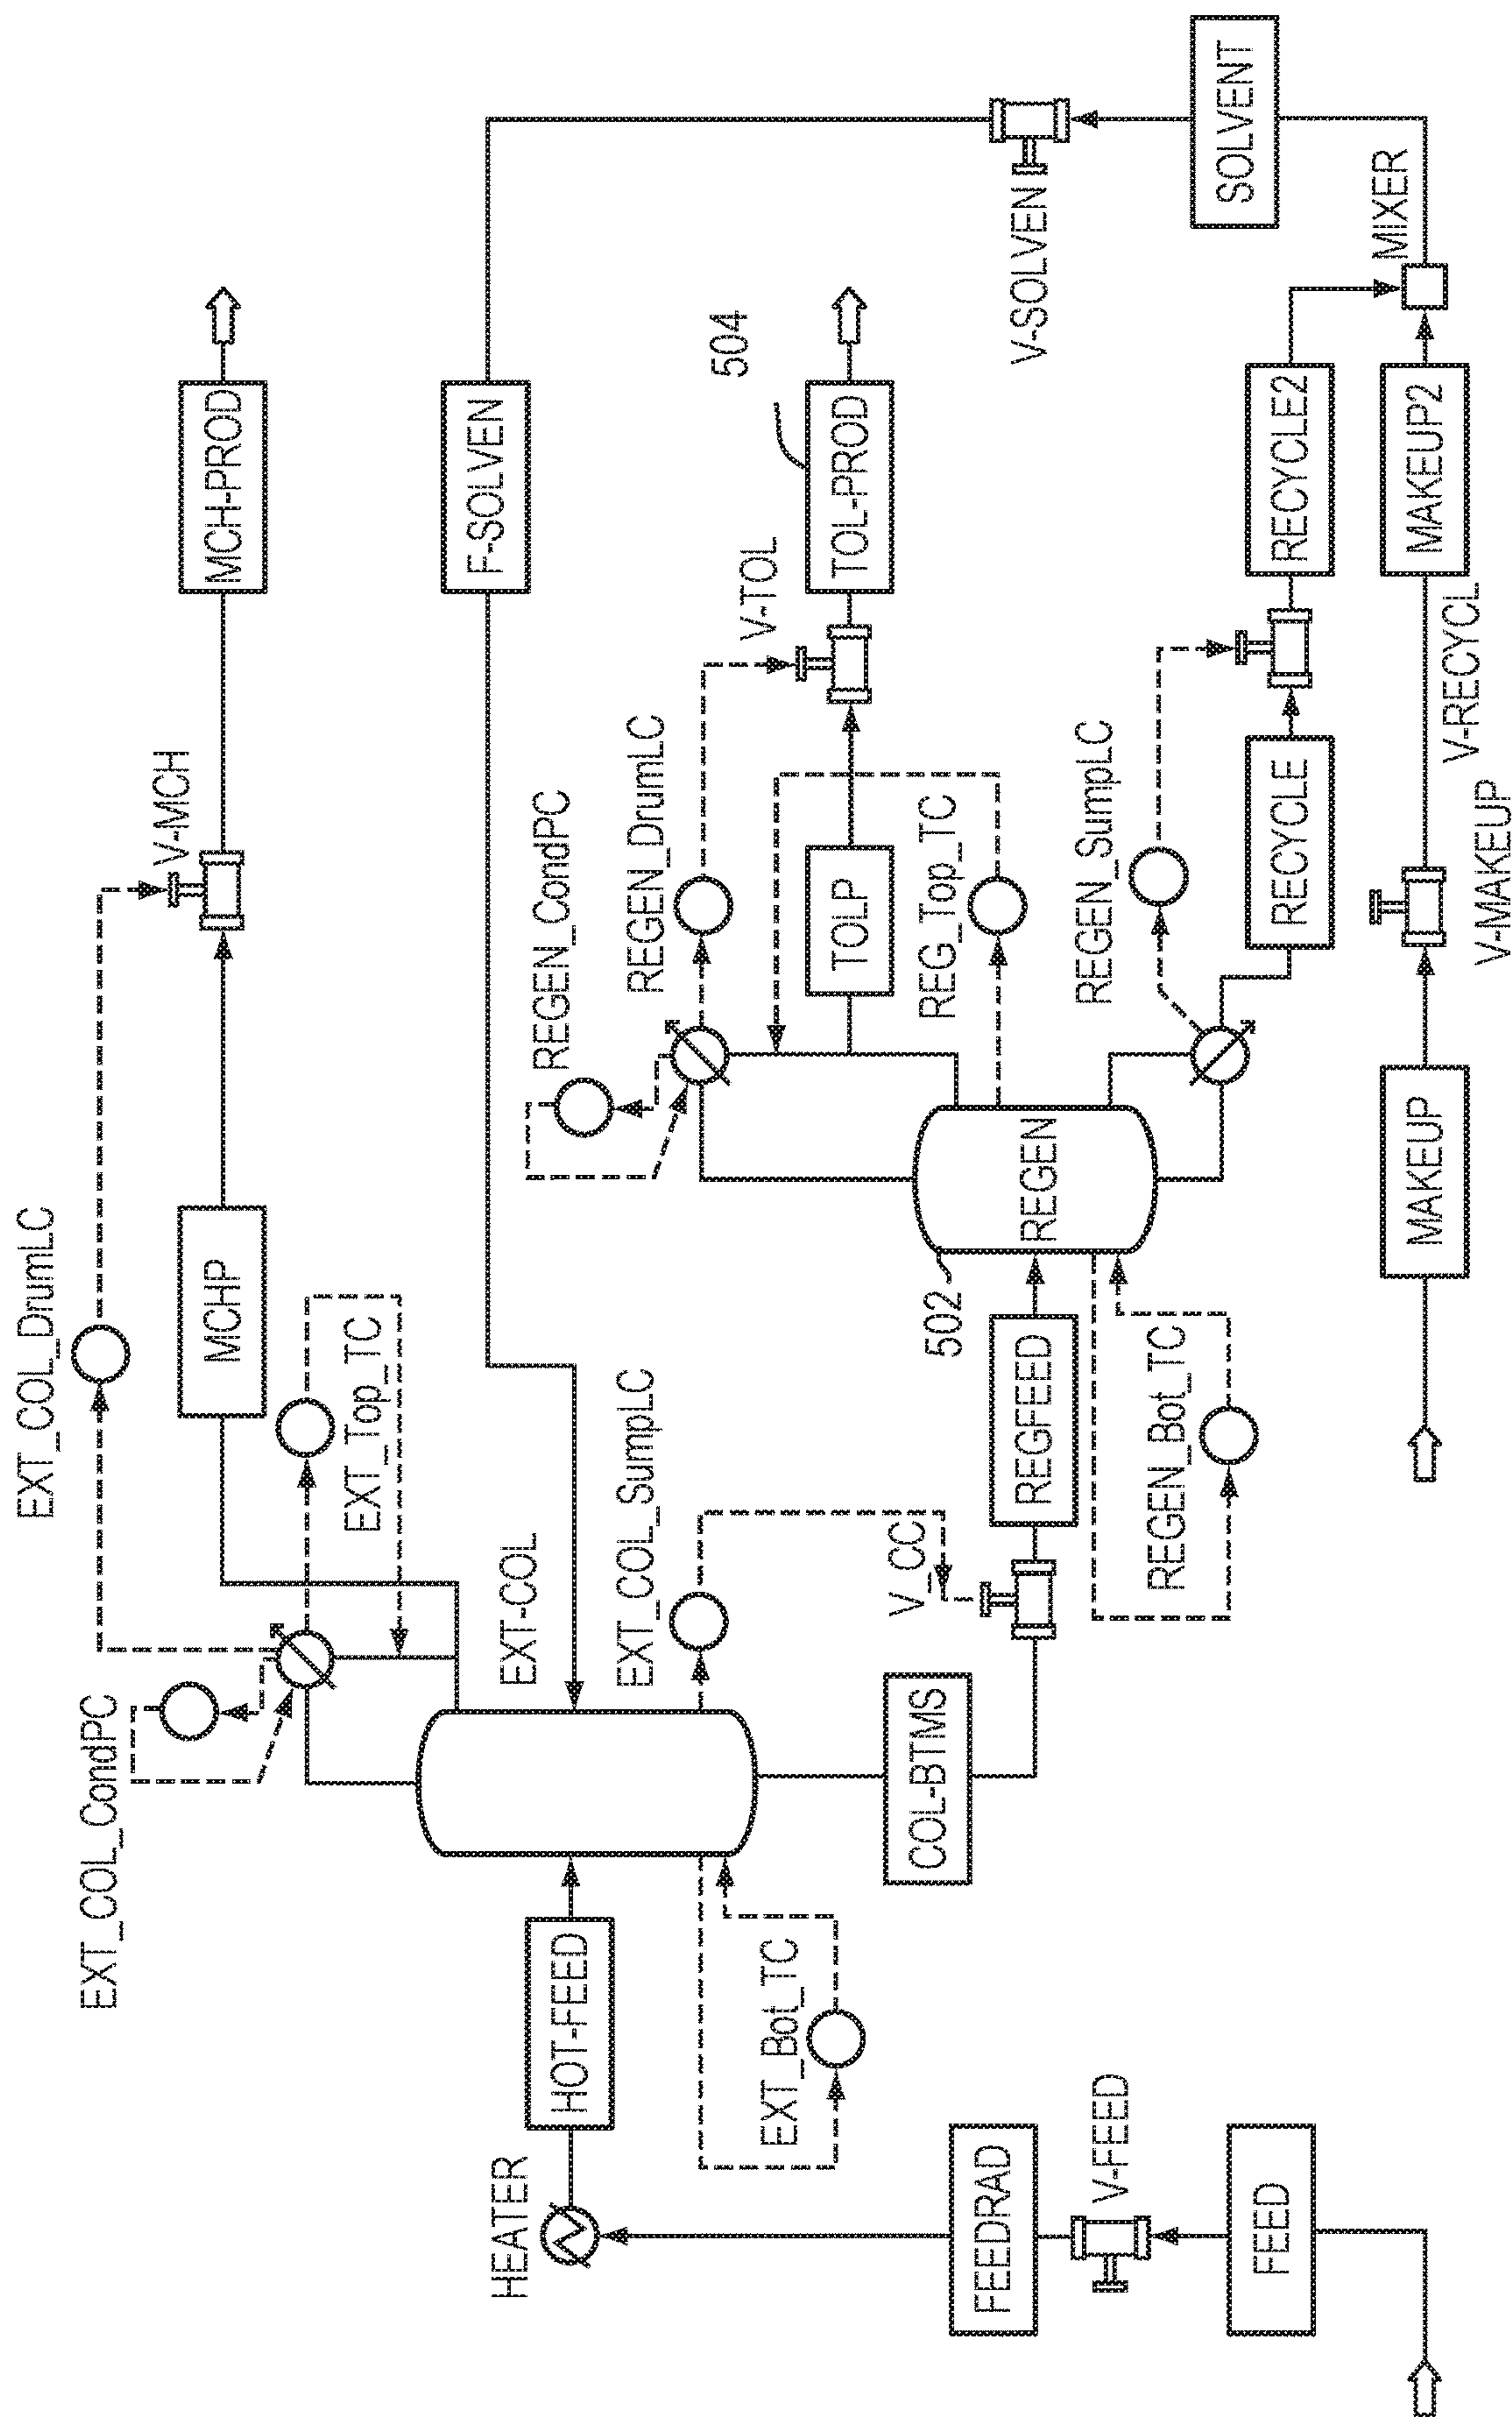 EXT_COL_DrumLC
V-MCH
MCHP
MCH-PROD
EXT_COL_CondPC
EXT_Top_TC
F-SOLVEN
HEATER
HOT-FEED
EXT-COL
REGEN_CondPC
REGEN_DrumLC
V-TOL
504
EXT_COL_SumpLC
TOLP
TOL-PROD
EXT_Bot_TC
COL-BTMS
V_CC
502
REG_Top_TC
FEEDRAD
REGFEED
REGEN
V-SOLVEN
V-FEED
REGEN_SumpLC
REGEN_Bot_TC
SOLVENT
FEED
RECYCLE
RECYCLE2
MIXER
MAKEUP
MAKEUP2
V-RECYCL
V-MAKEUP